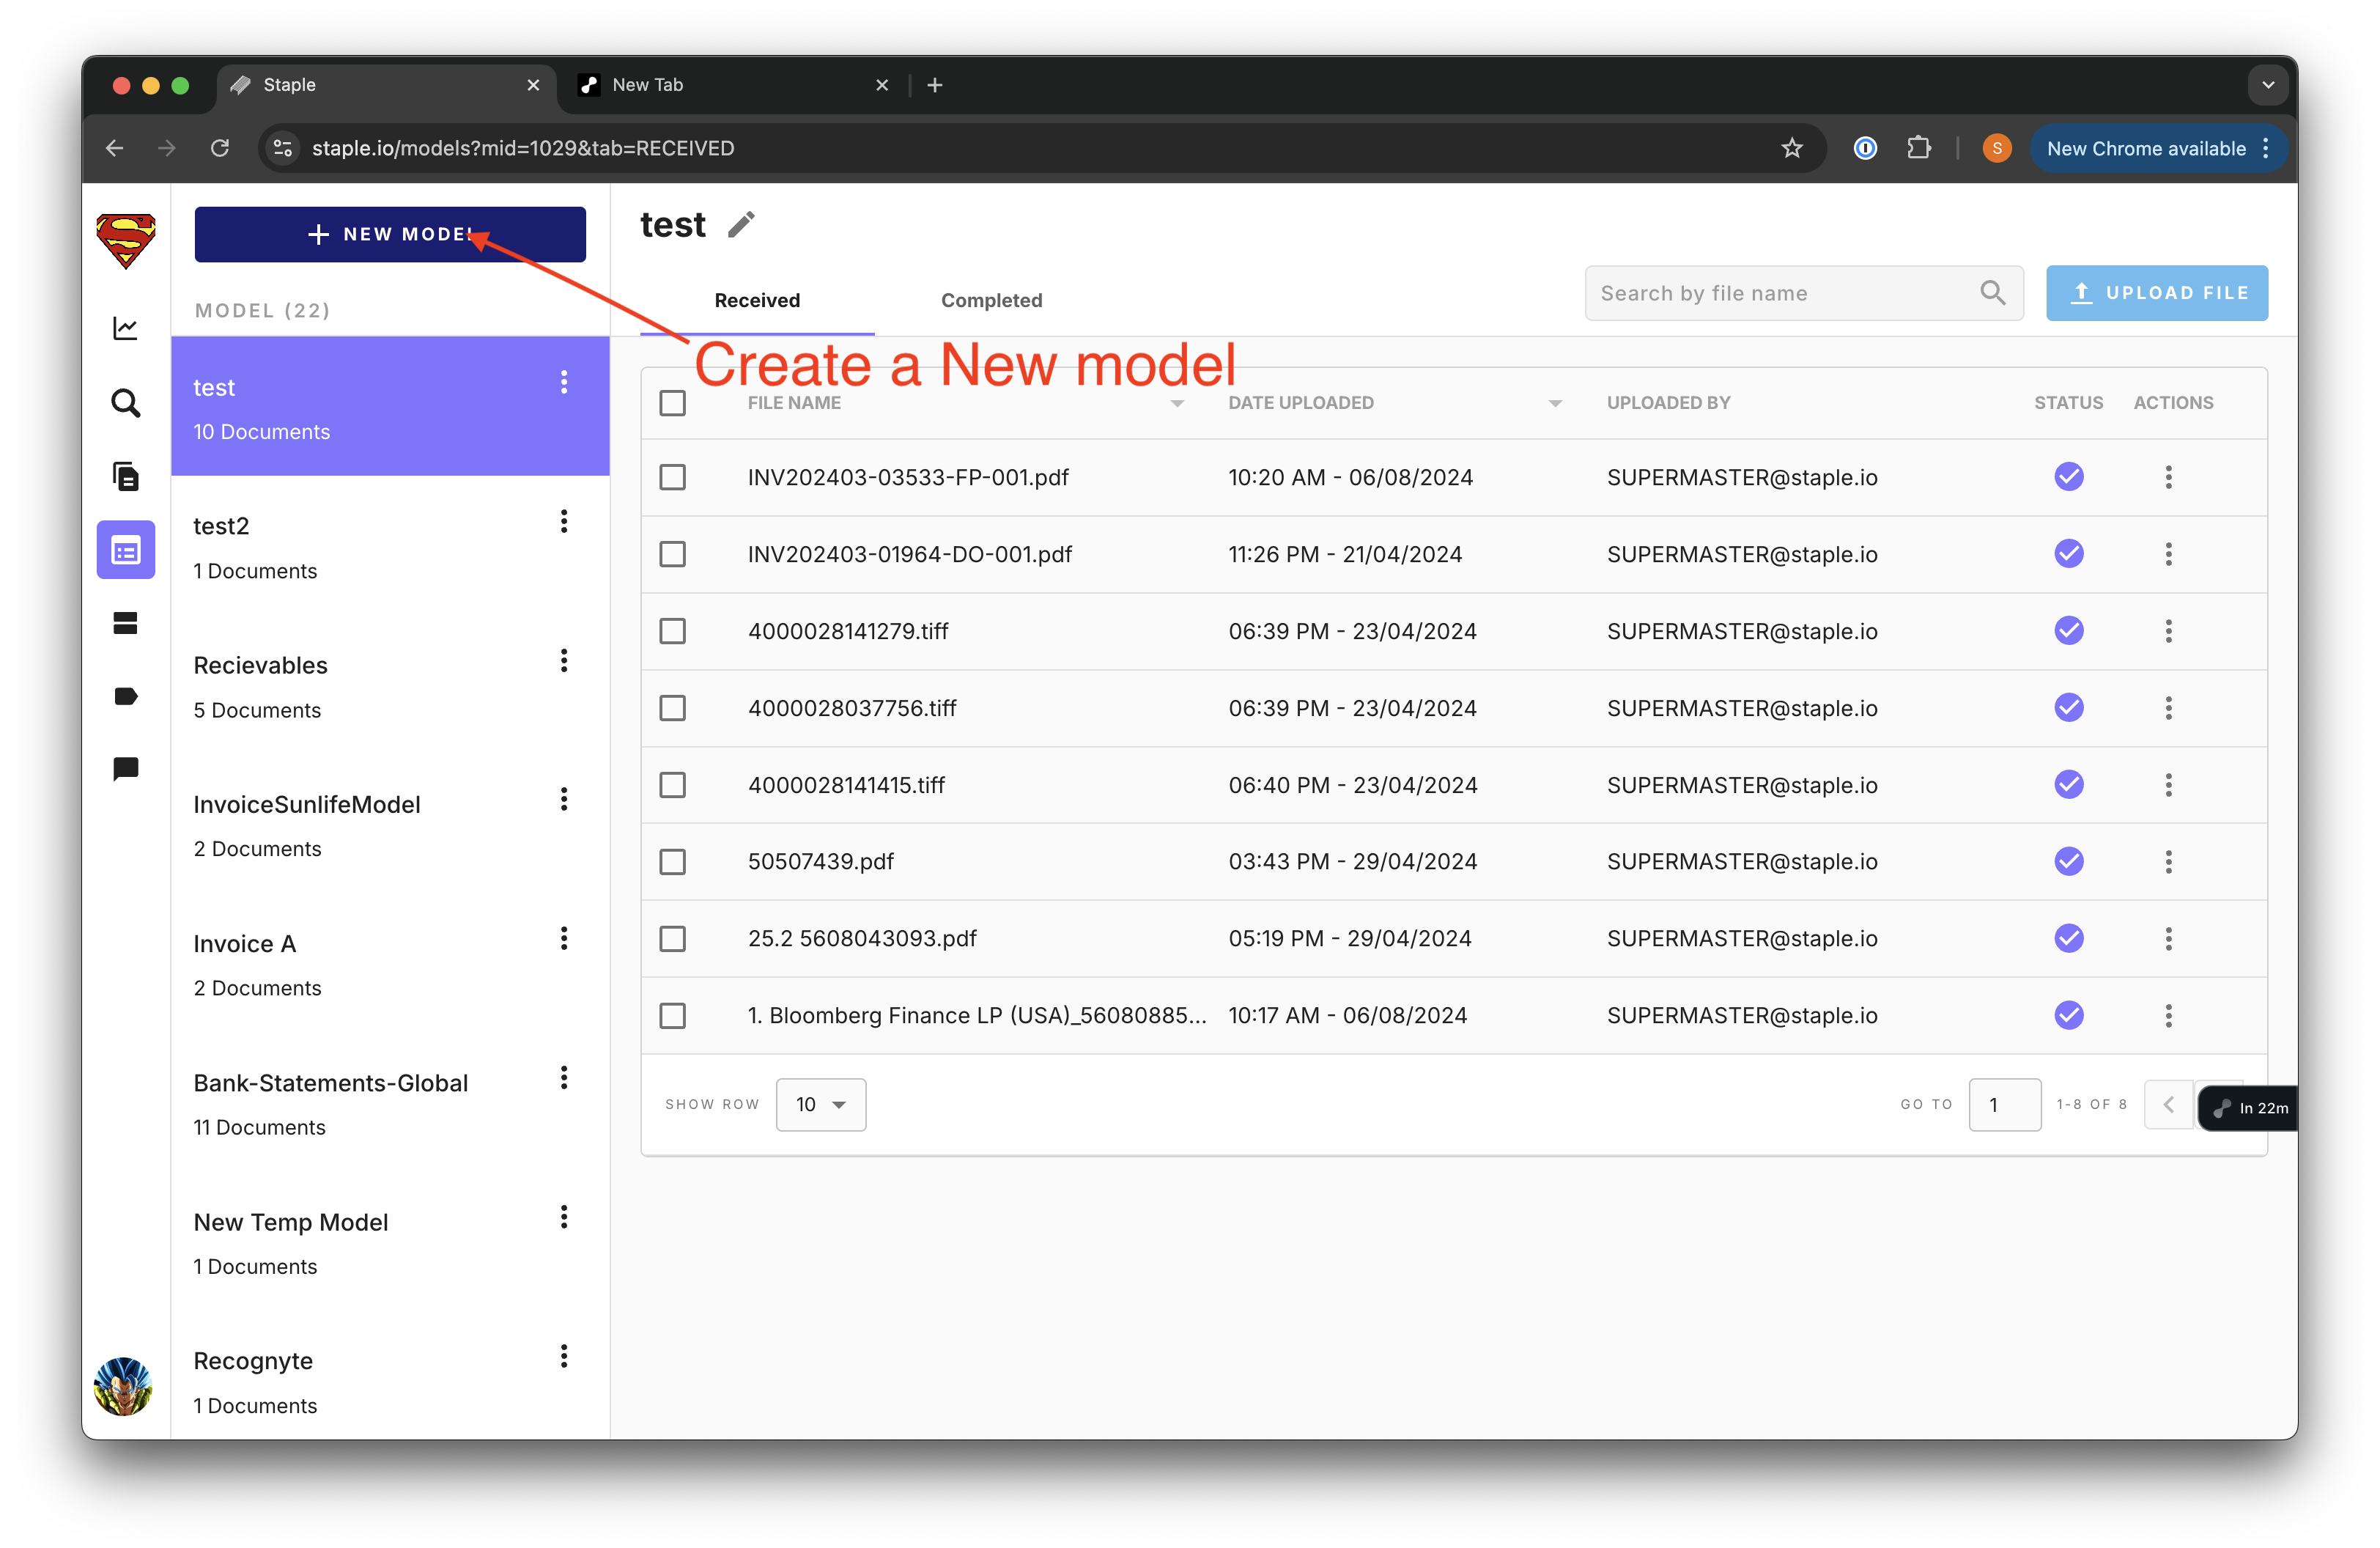 Staple
New Tab
staple.io/models?mid=1029&tab=RECEIVED
S
New Chrome available
NEW MODEL
MODEL (22)
test
10 Documents
test2
1 Documents
Recievables
5 Documents
InvoiceSunlifeModel
2 Documents
Invoice A
2 Documents
Bank-Statements-Global
11 Documents
New Temp Model
1 Documents
Recognyte
1 Documents
test
Received Completed
Search by file name
UPLOAD FILE
Create a New model
FILE NAME DATE UPLOADED UPLOADED BY STATUS ACTIONS
INV202403-03533-FP-001.pdf 10:20 AM - 06/08/2024 SUPERMASTER@staple.io
INV202403-01964-DO-001.pdf 11:26 PM - 21/04/2024 SUPERMASTER@staple.io
4000028141279.tiff 06:39 PM - 23/04/2024 SUPERMASTER@staple.io
4000028037756.tiff 06:39 PM - 23/04/2024 SUPERMASTER@staple.io
4000028141415.tiff 06:40 PM - 23/04/2024 SUPERMASTER@staple.io
50507439.pdf 03:43 PM - 29/04/2024 SUPERMASTER@staple.io
25.2 5608043093.pdf 05:19 PM - 29/04/2024 SUPERMASTER@staple.io
1. Bloomberg Finance LP (USA)_56080885... 10:17 AM - 06/08/2024 SUPERMASTER@staple.io
SHOW ROW 10 GO TO 1 1-8 OF 8
In 22m